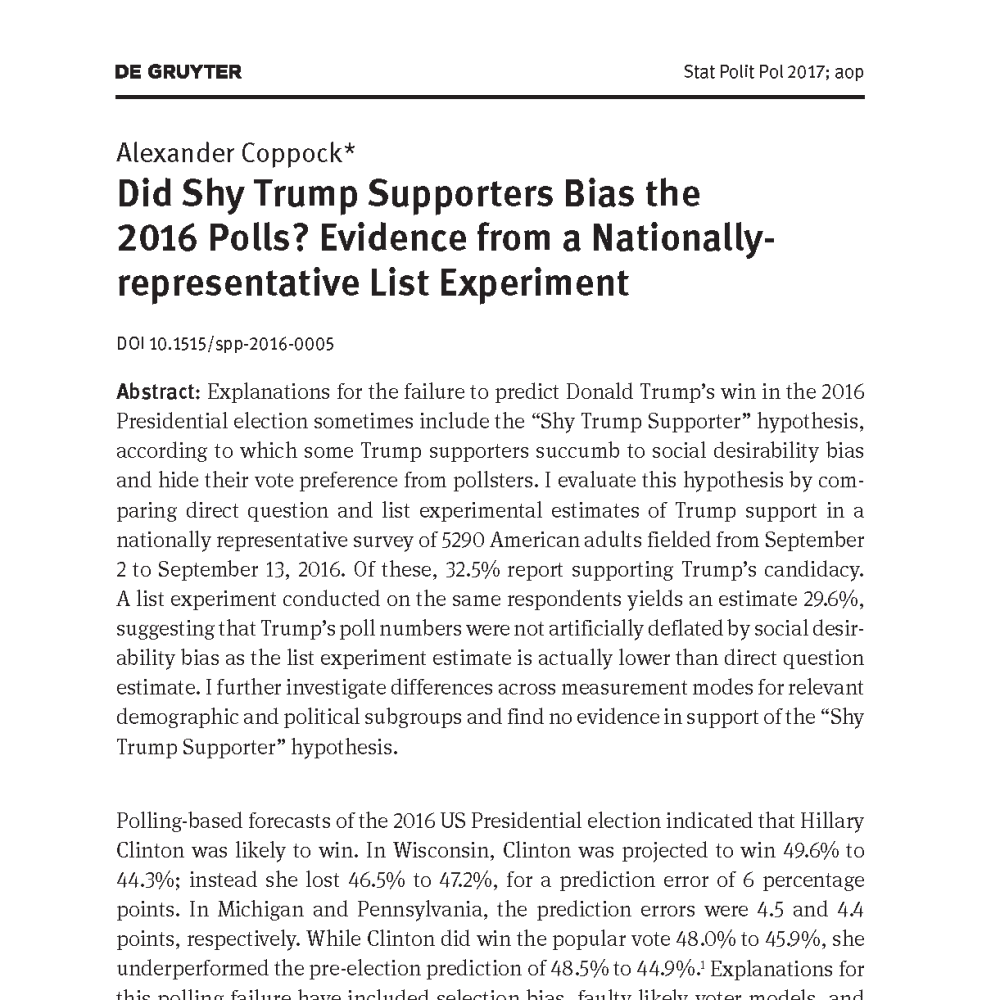 DE GRUYTER
Stat Polit Pol 2017; aop
Alexander Coppock*
Did Shy Trump Supporters Bias the
2016 Polls? Evidence from a Nationally-
representative List Experiment
DOI 10.1515/spp-2016-0005
Abstract: Explanations for the failure to predict Donald Trump’s win in the 2016
Presidential election sometimes include the “Shy Trump Supporter” hypothesis,
according to which some Trump supporters succumb to social desirability bias
and hide their vote preference from pollsters. I evaluate this hypothesis by com-
paring direct question and list experimental estimates of Trump support in a
nationally representative survey of 5290 American adults fielded from September
2 to September 13, 2016. Of these, 32.5% report supporting Trump’s candidacy.
A list experiment conducted on the same respondents yields an estimate 29.6%,
suggesting that Trump’s poll numbers were not artificially deflated by social desir-
ability bias as the list experiment estimate is actually lower than direct question
estimate. I further investigate differences across measurement modes for relevant
demographic and political subgroups and find no evidence in support of the “Shy
Trump Supporter” hypothesis.
Polling-based forecasts of the 2016 US Presidential election indicated that Hillary
Clinton was likely to win. In Wisconsin, Clinton was projected to win 49.6% to
44.3%; instead she lost 46.5% to 47.2%, for a prediction error of 6 percentage
points. In Michigan and Pennsylvania, the prediction errors were 4.5 and 4.4
points, respectively. While Clinton did win the popular vote 48.0% to 45.9%, she
underperformed the pre-election prediction of 48.5% to 44.9%.¹ Explanations for
this polling failure have included selection bias, faulty likely voter models, and